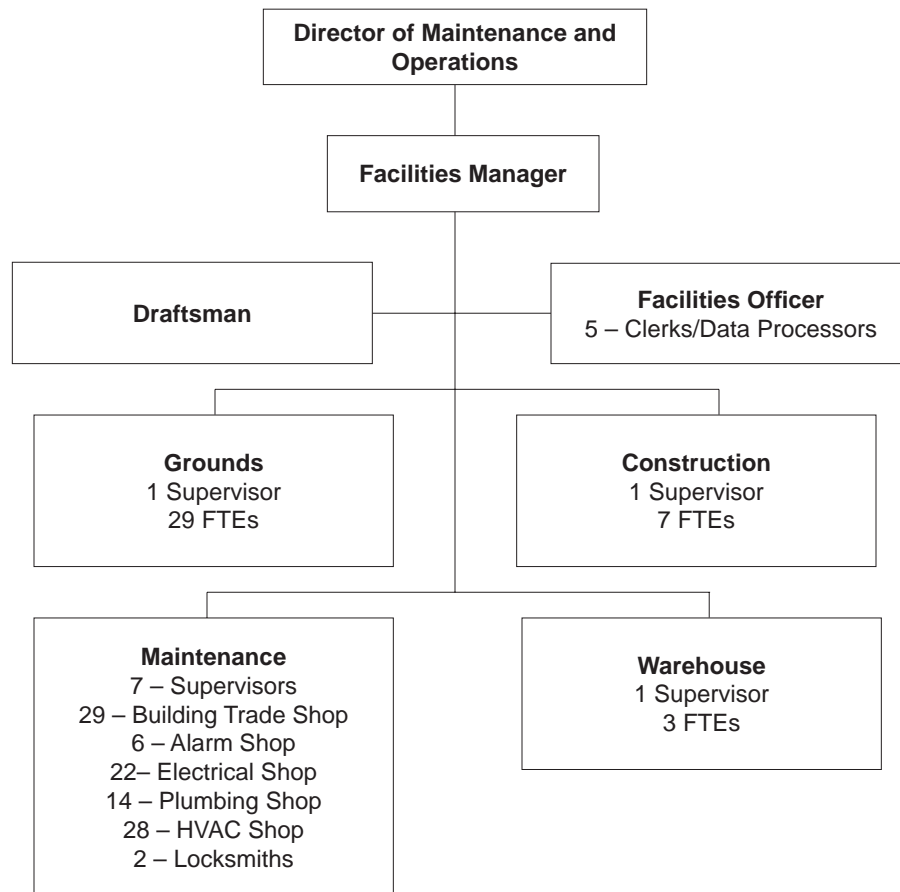 Director of Maintenance and
Operations
Facilities Manager
Draftsman
Facilities Officer
5 – Clerks/Data Processors
Grounds
1 Supervisor
29 FTEs
Construction
1 Supervisor
7 FTEs
Maintenance
7 – Supervisors
29 – Building Trade Shop
6 – Alarm Shop
22– Electrical Shop
14 – Plumbing Shop
28 – HVAC Shop
2 – Locksmiths
Warehouse
1 Supervisor
3 FTEs